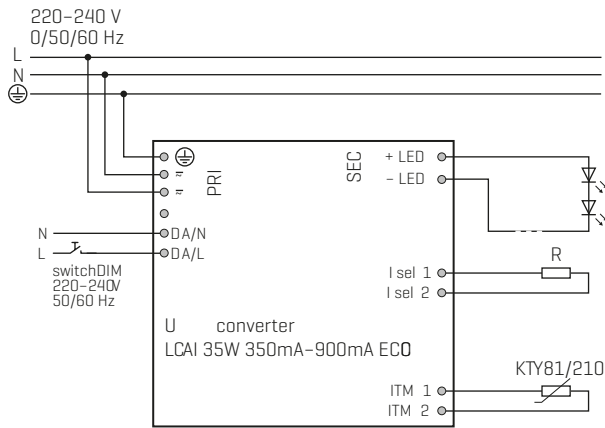 220–240 V
0/50/60 Hz
L
N
PRI
SEC
+ LED
– LED
N
DA/N
L
DA/L
switchDIM
220–240V
50/60 Hz
I sel 1
I sel 2
R
U converter
LCAI 35W 350mA–900mA ECO
KTY81/210
ITM 1
ITM 2